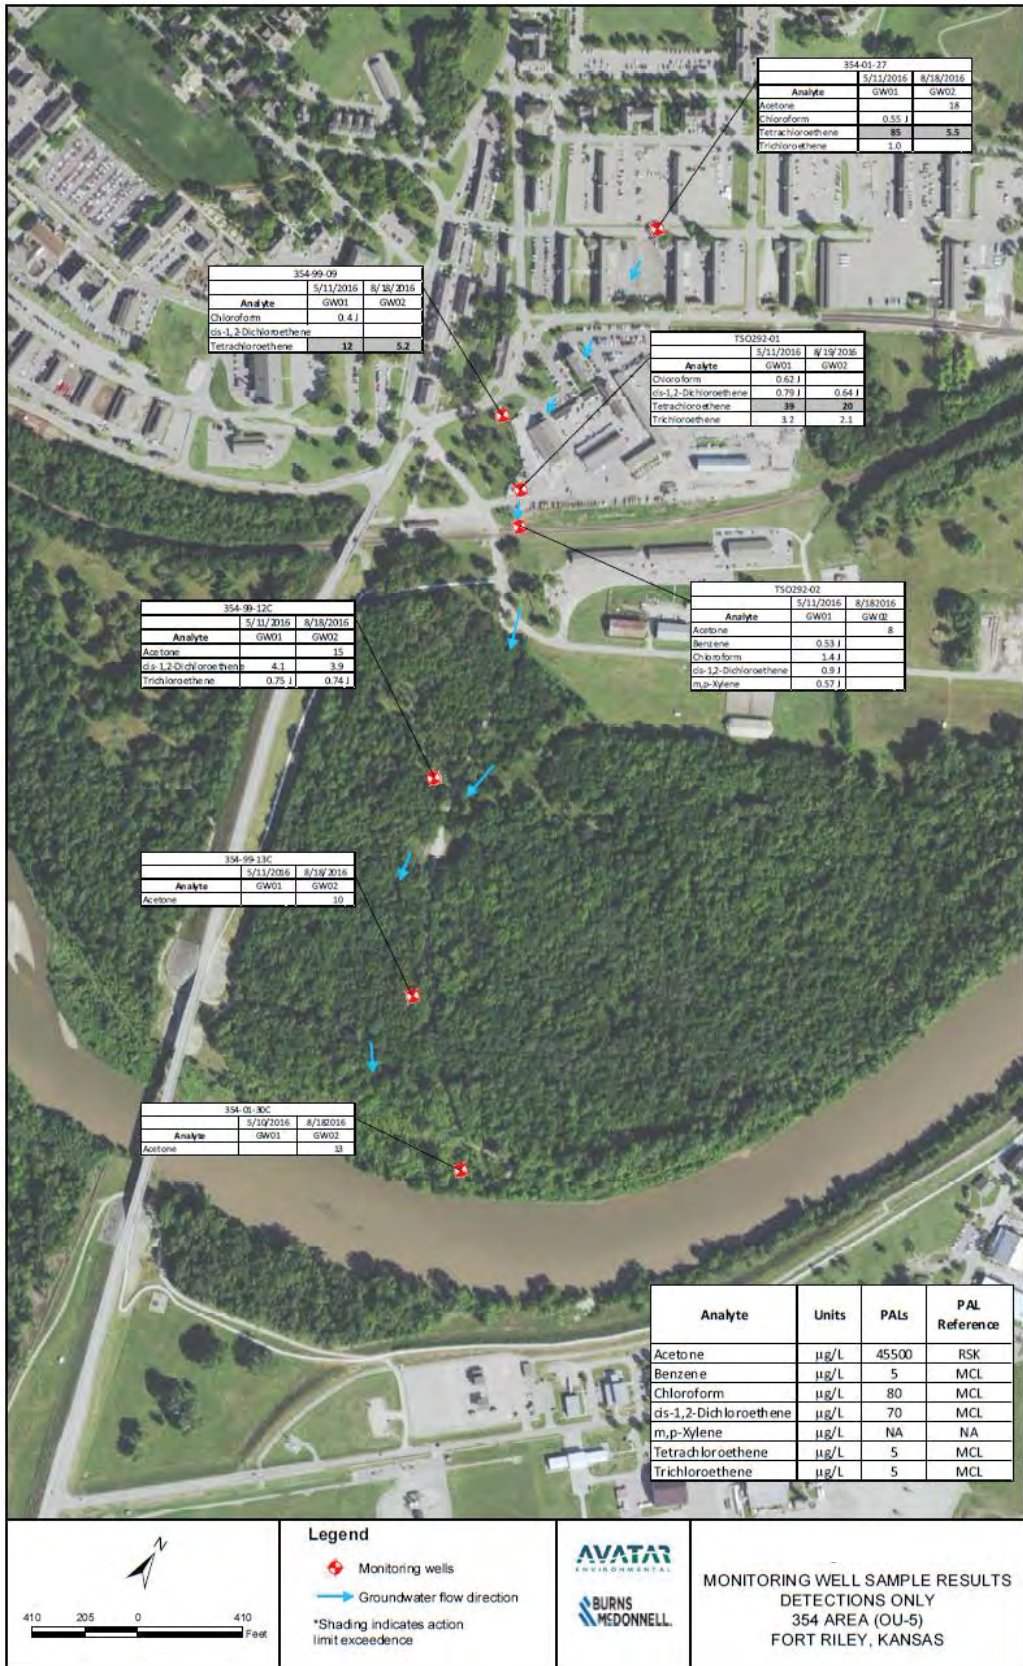 354-01-27
5/11/2016 8/18/2016
Analyte GW01 GW02
Acetone 18
Chloroform 0.55 J
Tetrachloroethene 85 5.5
Trichloroethene 1.0
354-99-09
5/11/2016 8/18/2016
Analyte GW01 GW02
Chloroform 0.4 J
cis-1,2-Dichloroethene
Tetrachloroethene 12 5.2
TSO292-01
5/11/2016 8/19/2016
Analyte GW01 GW02
Chloroform 0.62 J
cis-1,2-Dichloroethene 0.79 J 0.64 J
Tetrachloroethene 39 20
Trichloroethene 3.2 2.1
TSO292-02
5/11/2016 8/182016
Analyte GW01 GW02
Acetone 8
Benzene 0.53 J
Chloroform 1.4 J
cis-1,2-Dichloroethene 0.9 J
m,p-Xylene 0.57 J
354-99-12C
5/11/2016 8/18/2016
Analyte GW01 GW02
Acetone 15
cis-1,2-Dichloroethene 4.1 3.9
Trichloroethene 0.75 J 0.74 J
354-99-13C
5/11/2016 8/18/2016
Analyte GW01 GW02
Acetone 10
354-01-30C
5/10/2016 8/182016
Analyte GW01 GW02
Acetone 13
Analyte Units PALs PAL Reference
Acetone µg/L 45500 RSK
Benzene µg/L 5 MCL
Chloroform µg/L 80 MCL
cis-1,2-Dichloroethene µg/L 70 MCL
m,p-Xylene µg/L NA NA
Tetrachloroethene µg/L 5 MCL
Trichloroethene µg/L 5 MCL
N
410 205 0 410
Feet
Legend
Monitoring wells
Groundwater flow direction
*Shading indicates action
limit exceedence
AVATAR
ENVIRONMENTAL
BURNS
MCDONNELL
MONITORING WELL SAMPLE RESULTS
DETECTIONS ONLY
354 AREA (OU-5)
FORT RILEY, KANSAS